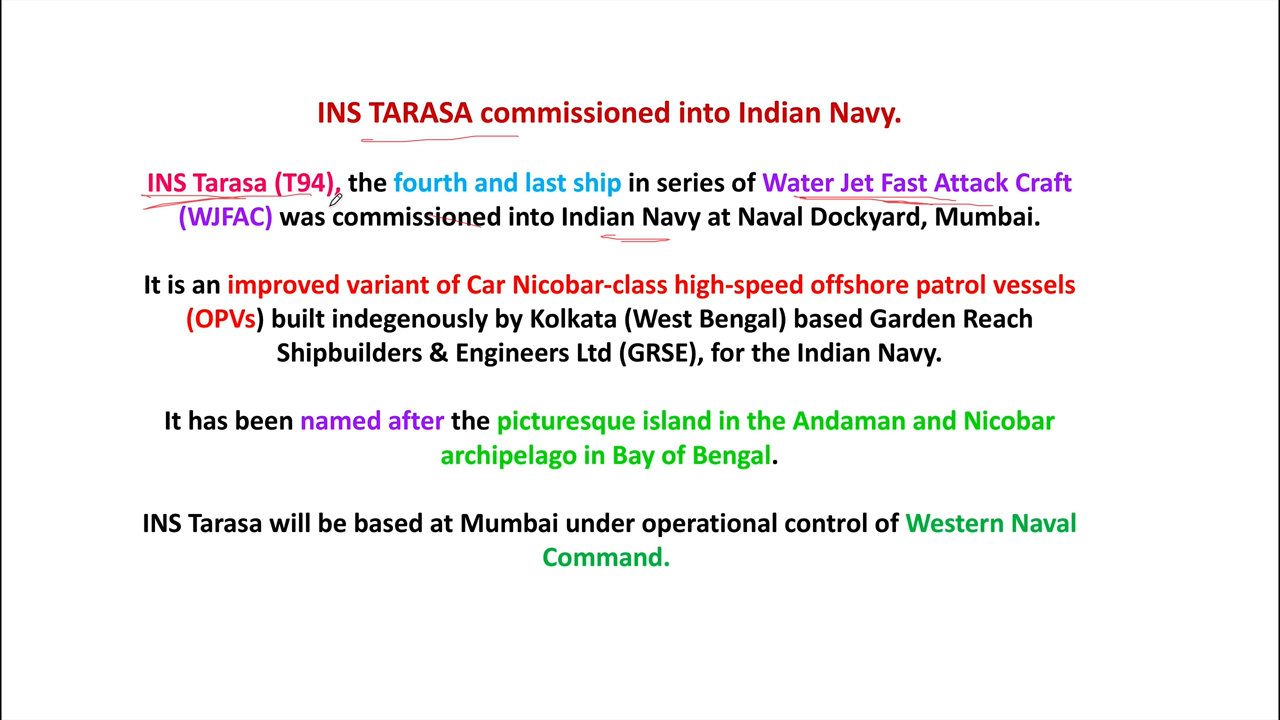 INS TARASA commissioned into Indian Navy.
INS Tarasa (T94), the fourth and last ship in series of Water Jet Fast Attack Craft
(WJFAC) was commissioned into Indian Navy at Naval Dockyard, Mumbai.
It is an improved variant of Car Nicobar-class high-speed offshore patrol vessels
(OPVs) built indegenously by Kolkata (West Bengal) based Garden Reach
Shipbuilders & Engineers Ltd (GRSE), for the Indian Navy.
It has been named after the picturesque island in the Andaman and Nicobar
archipelago in Bay of Bengal.
INS Tarasa will be based at Mumbai under operational control of Western Naval
Command.